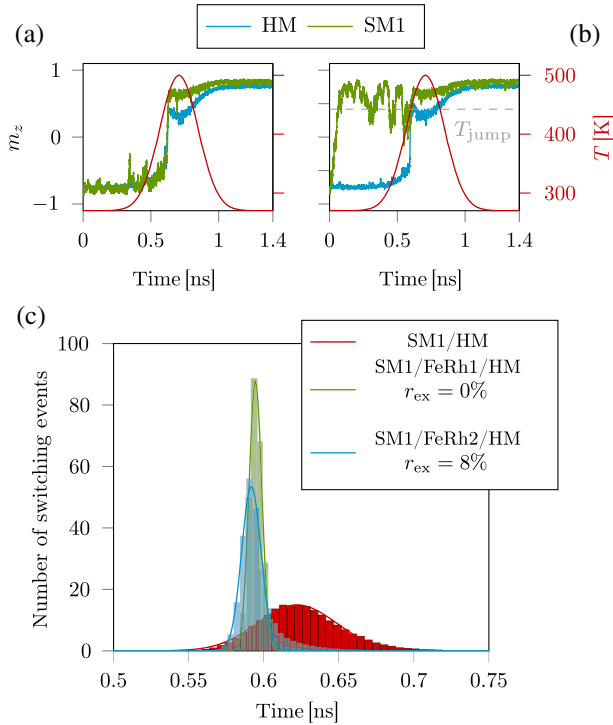 (a)
HM
SM1
(b)
1
0
−1
m_z
0
0.5
1
1.4
Time [ns]
T_jump
0
0.5
1
1.4
Time [ns]
500
400
300
T [K]
(c)
100
80
60
40
20
0
Number of switching events
SM1/HM
SM1/FeRh1/HM
r_ex = 0%
SM1/FeRh2/HM
r_ex = 8%
0.5
0.55
0.6
0.65
0.7
0.75
Time [ns]